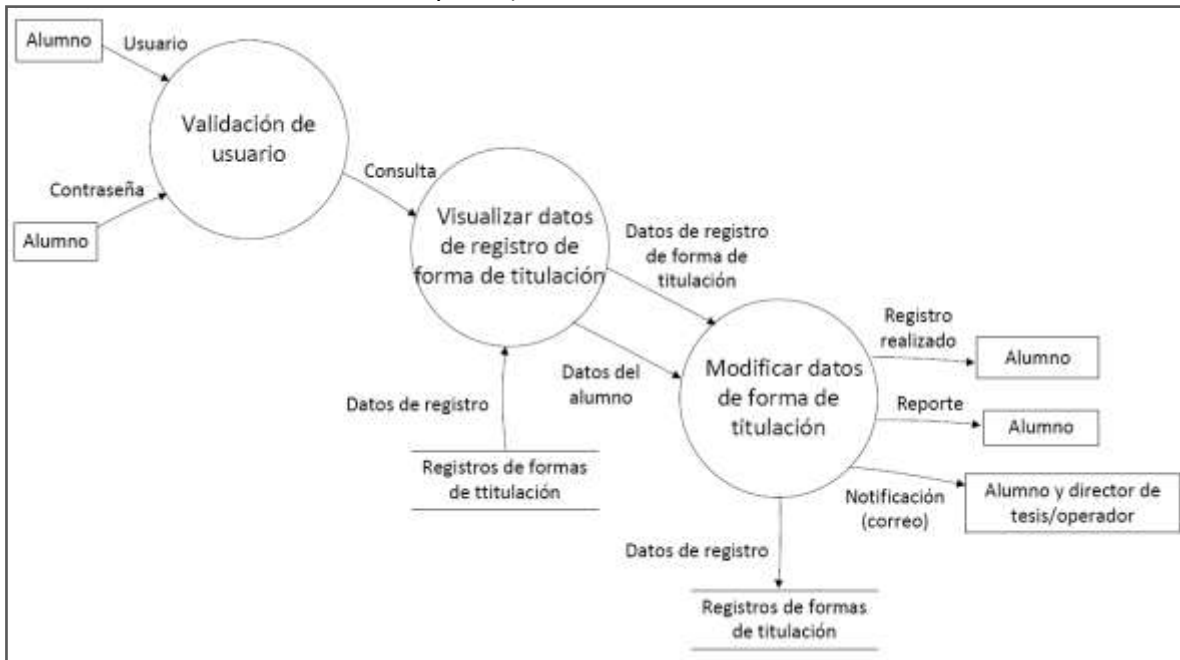 Alumno
Usuario
Validación de
usuario
Contraseña
Alumno
Consulta
Visualizar datos
de registro de
forma de titulación
Datos de registro
de forma de
titulación
Datos del
alumno
Datos de registro
Registros de formas
de ttitulación
Modificar datos
de forma de
titulación
Registro
realizado
Alumno
Reporte
Alumno
Notificación
(correo)
Alumno y director de
tesis/operador
Datos de registro
Registros de formas
de titulación